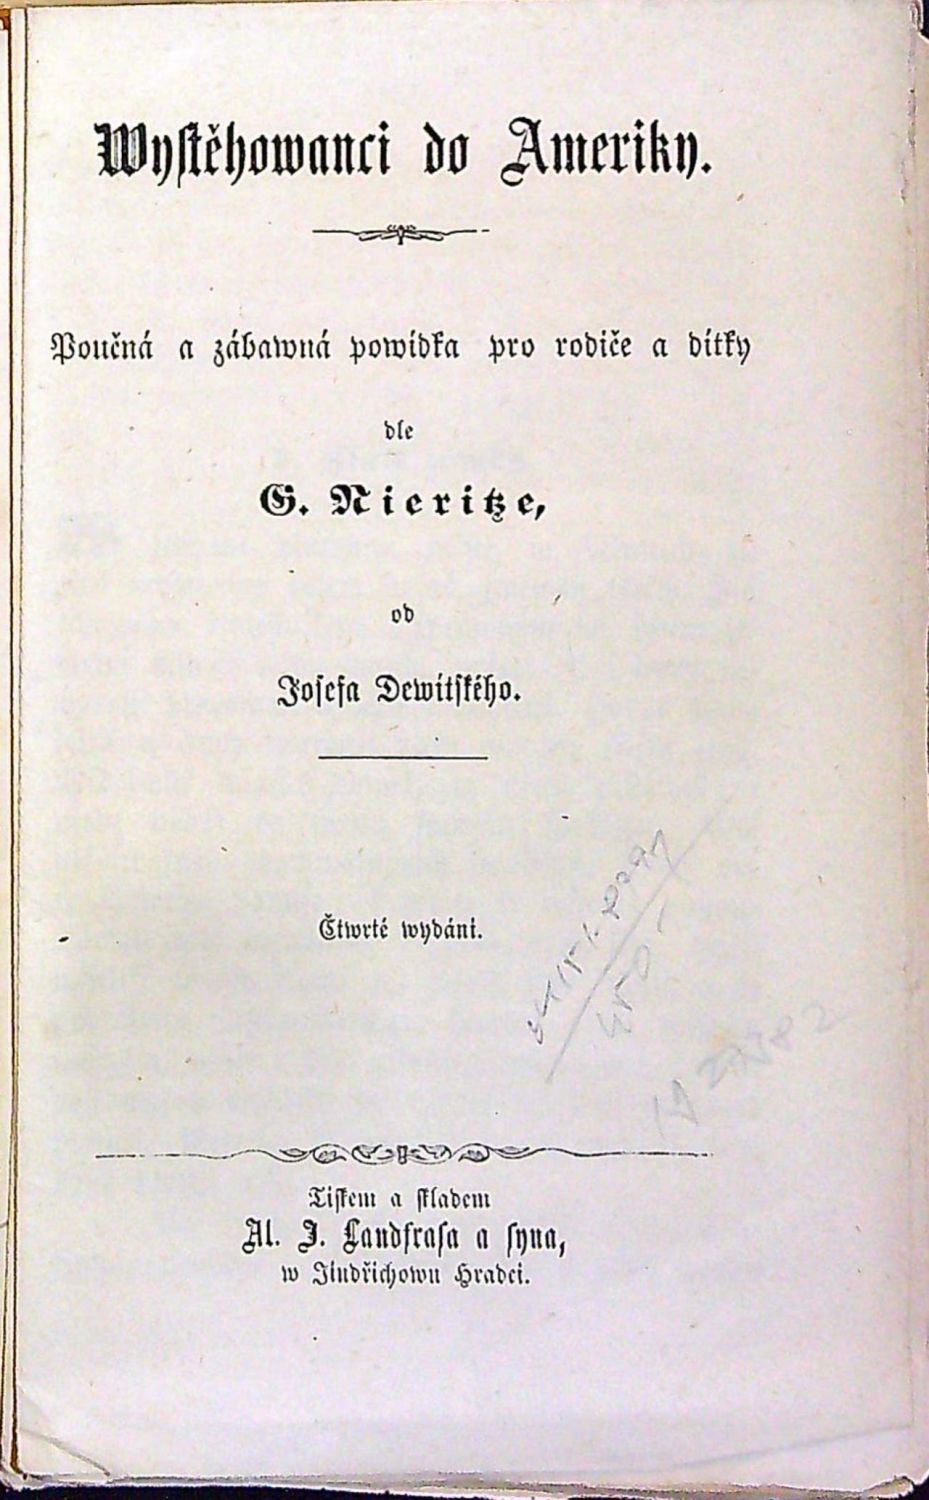 Wystěhowanci do Ameriky.
Poučná a zábawná powídka pro rodiče a dítky
dle
G. Nieritze,
od
Josefa Dewitského.
Čtwrté wydání.
Tiskem a skladem
Al. J. Landfrasa a syna,
w Jindřichowu Hradci.